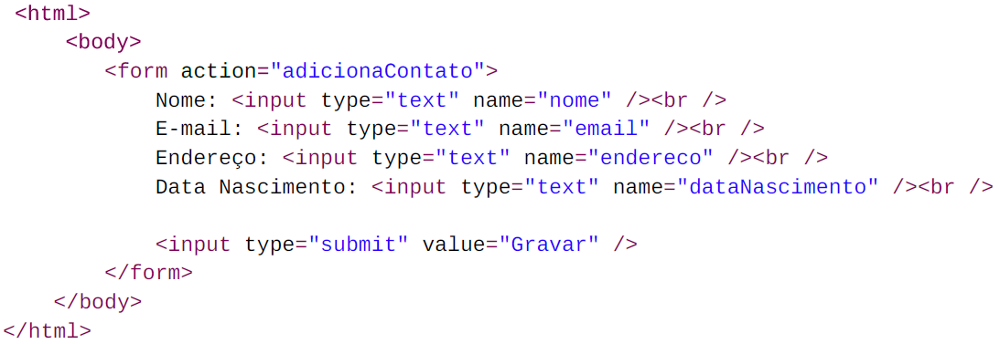 <html>
<body>
<form action="adicionaContato">
Nome: <input type="text" name="nome" /><br />
E-mail: <input type="text" name="email" /><br />
Endereço: <input type="text" name="endereco" /><br />
Data Nascimento: <input type="text" name="dataNascimento" /><br />
<input type="submit" value="Gravar" />
</form>
</body>
</html>